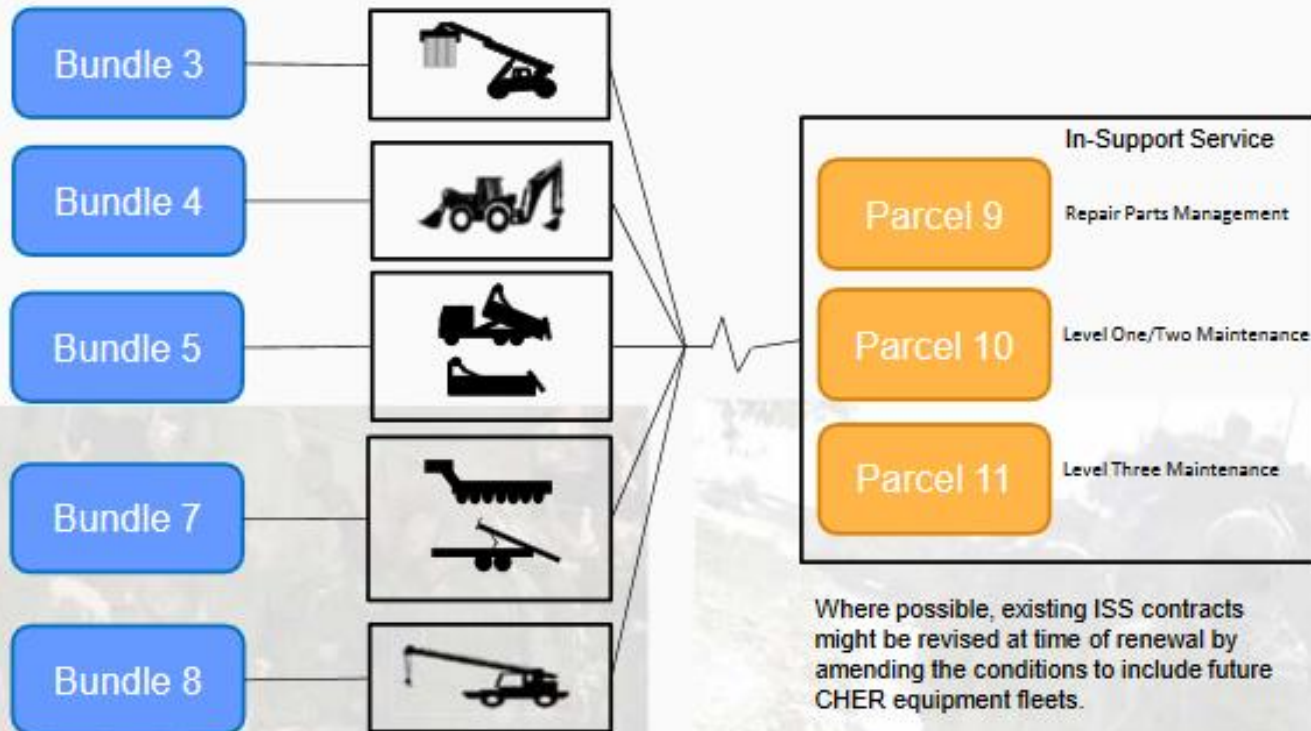 Bundle 3
Bundle 4
Bundle 5
Bundle 7
Bundle 8
In-Support Service
Parcel 9
Repair Parts Management
Parcel 10
Level One/Two Maintenance
Parcel 11
Level Three Maintenance
Where possible, existing ISS contracts
might be revised at time of renewal by
amending the conditions to include future
CHER equipment fleets.